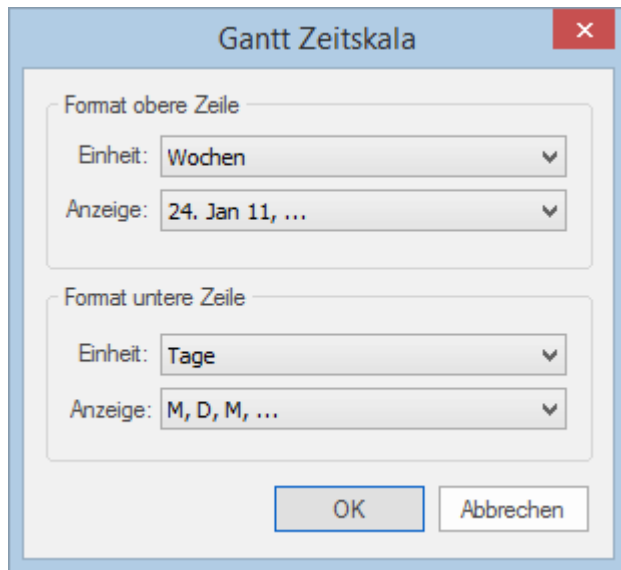 Gantt Zeitskala
Format obere Zeile
Einheit: Wochen
Anzeige: 24. Jan 11, ...
Format untere Zeile
Einheit: Tage
Anzeige: M, D, M, ...
OK Abbrechen